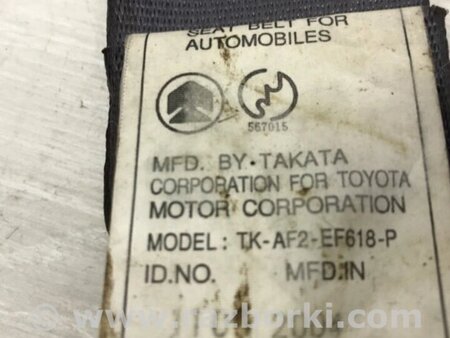 SEAT BELT FOR
AUTOMOBILES
567015
MFD. BY·TAKATA
CORPORATION FOR TOYOTA
MOTOR CORPORATION
MODEL: TK-AF2-EF618-P
ID.NO. MFD.IN
www.razborki.com